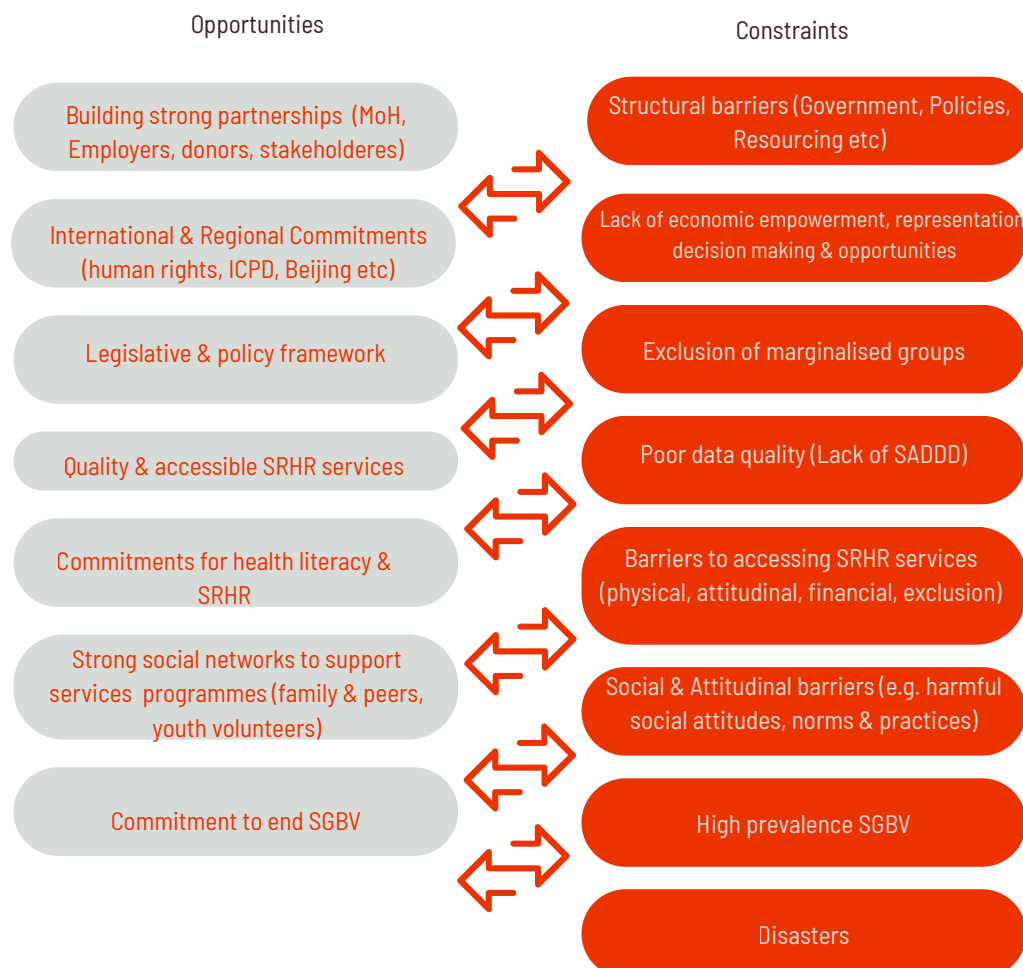 Opportunities
Building strong partnerships (MoH,
Employers, donors, stakeholderes)
International & Regional Commitments
(human rights, ICPD, Beijing etc)
Legislative & policy framework
Quality & accessible SRHR services
Commitments for health literacy &
SRHR
Strong social networks to support
services programmes (family & peers,
youth volunteers)
Commitment to end SGBV
Constraints
Structural barriers (Government, Policies,
Resourcing etc)
Lack of economic empowerment, representation
decision making & opportunities
Exclusion of marginalised groups
Poor data quality (Lack of SADDD)
Barriers to accessing SRHR services
(physical, attitudinal, financial, exclusion)
Social & Attitudinal barriers (e.g. harmful
social attitudes, norms & practices)
High prevalence SGBV
Disasters